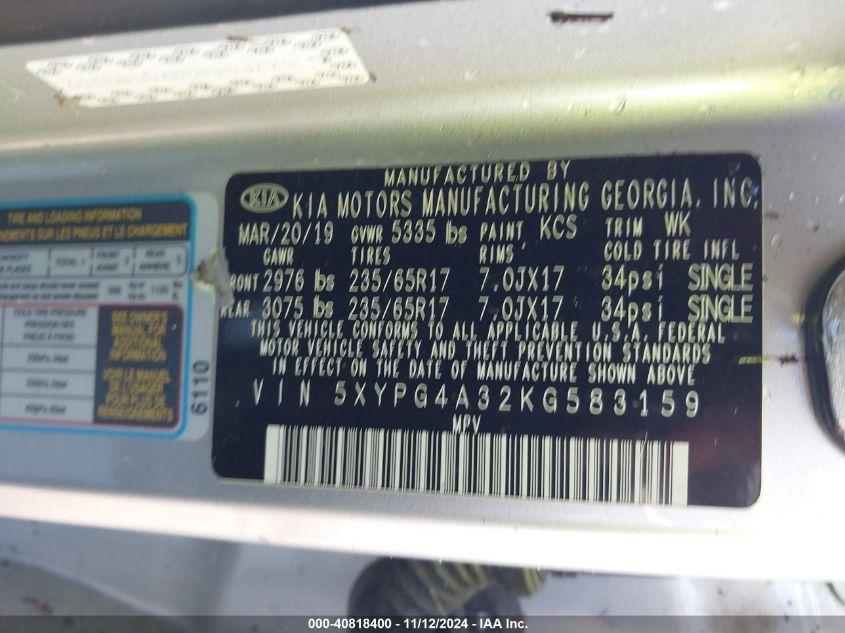 MANUFACTURED BY
KIA KIA MOTORS MANUFACTURING GEORGIA, INC.
MAR/20/19 GVWR 5335 lbs PAINT KCS TRIM WK
GAWR TIRES RIMS COLD TIRE INFL
FRONT 2976 lbs 235/65R17 7.0JX17 34psi SINGLE
REAR 3075 lbs 235/65R17 7.0JX17 34psi SINGLE
THIS VEHICLE CONFORMS TO ALL APPLICABLE U.S.A. FEDERAL
MOTOR VEHICLE SAFETY AND THEFT PREVENTION STANDARDS
IN EFFECT ON THE DATE OF MANUFACTURE SHOWN ABOVE
VIN 5XYPG4A32KG583159
MPV
TIRE AND LOADING INFORMATION
NEMENTS SUR LES PNEUS ET LE CHARGEMENT
SEE OWNER'S
MANUAL FOR
ADDITIONAL
INFORMATION
VOIR LE MANUEL
DE L'USAGER
POUR PLUS DE
RENSEIGNEMENTS
6110
000-40818400 - 11/12/2024 - IAA Inc.